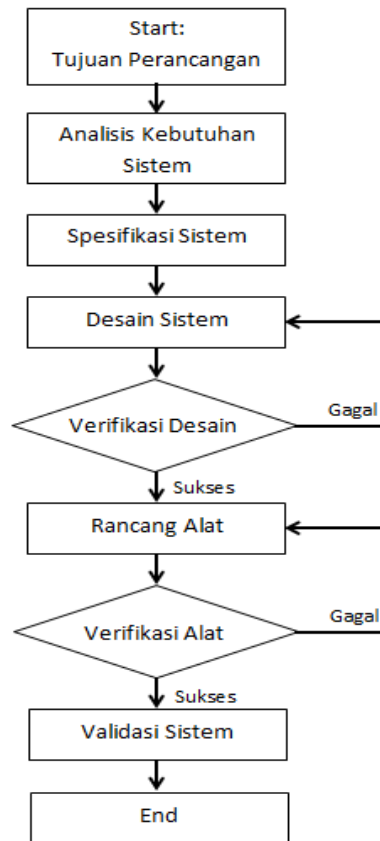 Start:
Tujuan Perancangan
Analisis Kebutuhan
Sistem
Spesifikasi Sistem
Desain Sistem
Verifikasi Desain
Gagal
Sukses
Rancang Alat
Verifikasi Alat
Gagal
Sukses
Validasi Sistem
End